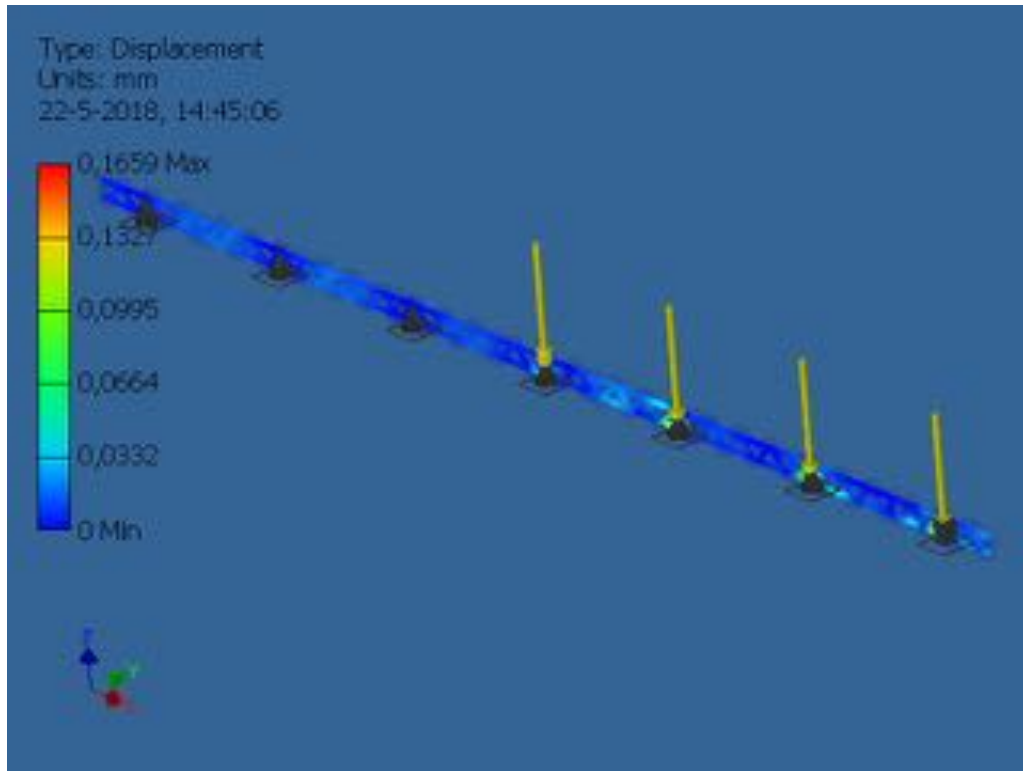 Type: Displacement
Units: mm
22-5-2018, 14:45:06
0,1659 Max
0,1327
0,0995
0,0664
0,0332
0 Min